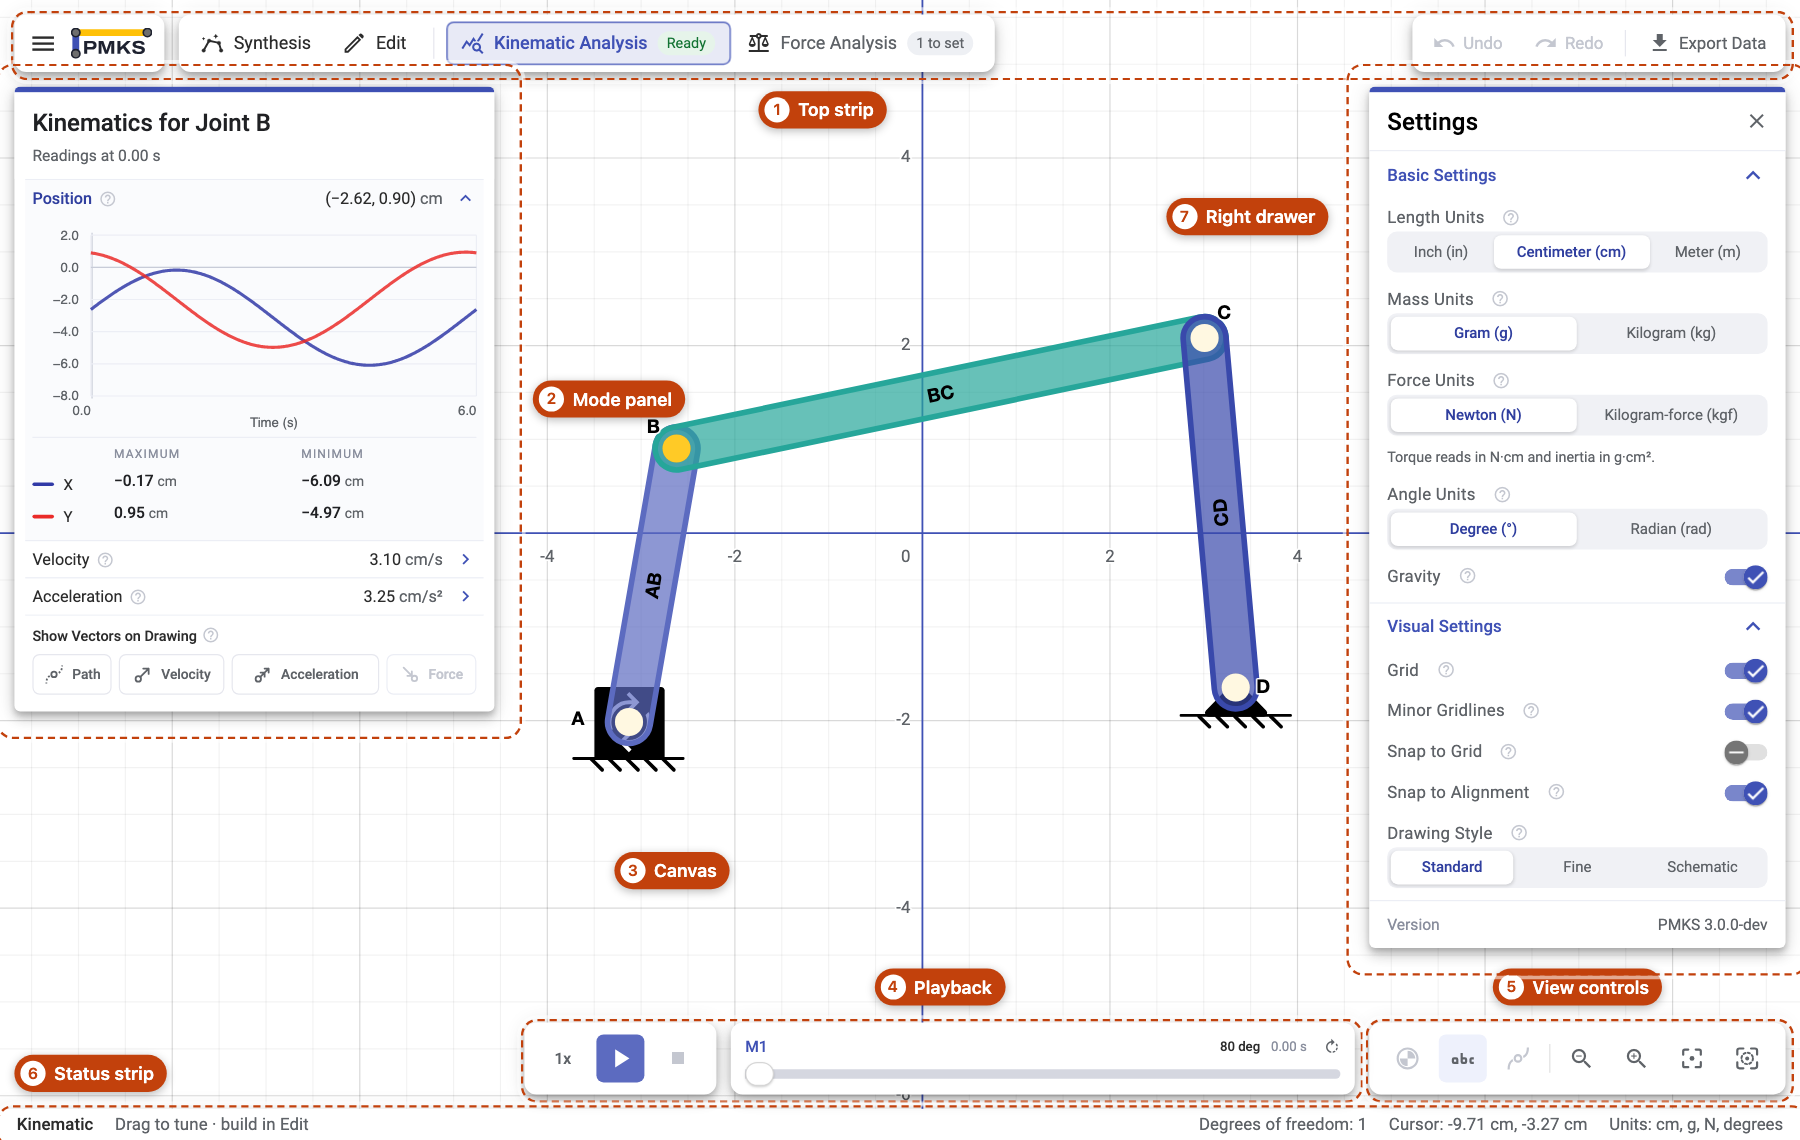 PMKS
Synthesis
Edit
Kinematic Analysis Ready
Force Analysis 1 to set
Undo
Redo
Export Data
1 Top strip
Kinematics for Joint B
Readings at 0.00 s
Position (−2.62, 0.90) cm
2.0
0.0
−2.0
−4.0
−6.0
−8.0
0.0 6.0
Time (s)
MAXIMUM MINIMUM
X −0.17 cm −6.09 cm
Y 0.95 cm −4.97 cm
Velocity 3.10 cm/s
Acceleration 3.25 cm/s²
Show Vectors on Drawing
Path Velocity Acceleration Force
2 Mode panel
4
2
0
-2
-4
-4 -2 2 4
A
B
C
D
AB
BC
CD
3 Canvas
7 Right drawer
Settings
Basic Settings
Length Units
Inch (in) Centimeter (cm) Meter (m)
Mass Units
Gram (g) Kilogram (kg)
Force Units
Newton (N) Kilogram-force (kgf)
Torque reads in N·cm and inertia in g·cm².
Angle Units
Degree (°) Radian (rad)
Gravity
Visual Settings
Grid
Minor Gridlines
Snap to Grid
Snap to Alignment
Drawing Style
Standard Fine Schematic
Version PMKS 3.0.0-dev
4 Playback
5 View controls
1x
M1 80 deg 0.00 s
abc
6 Status strip
Kinematic Drag to tune · build in Edit
Degrees of freedom: 1 Cursor: -9.71 cm, -3.27 cm Units: cm, g, N, degrees